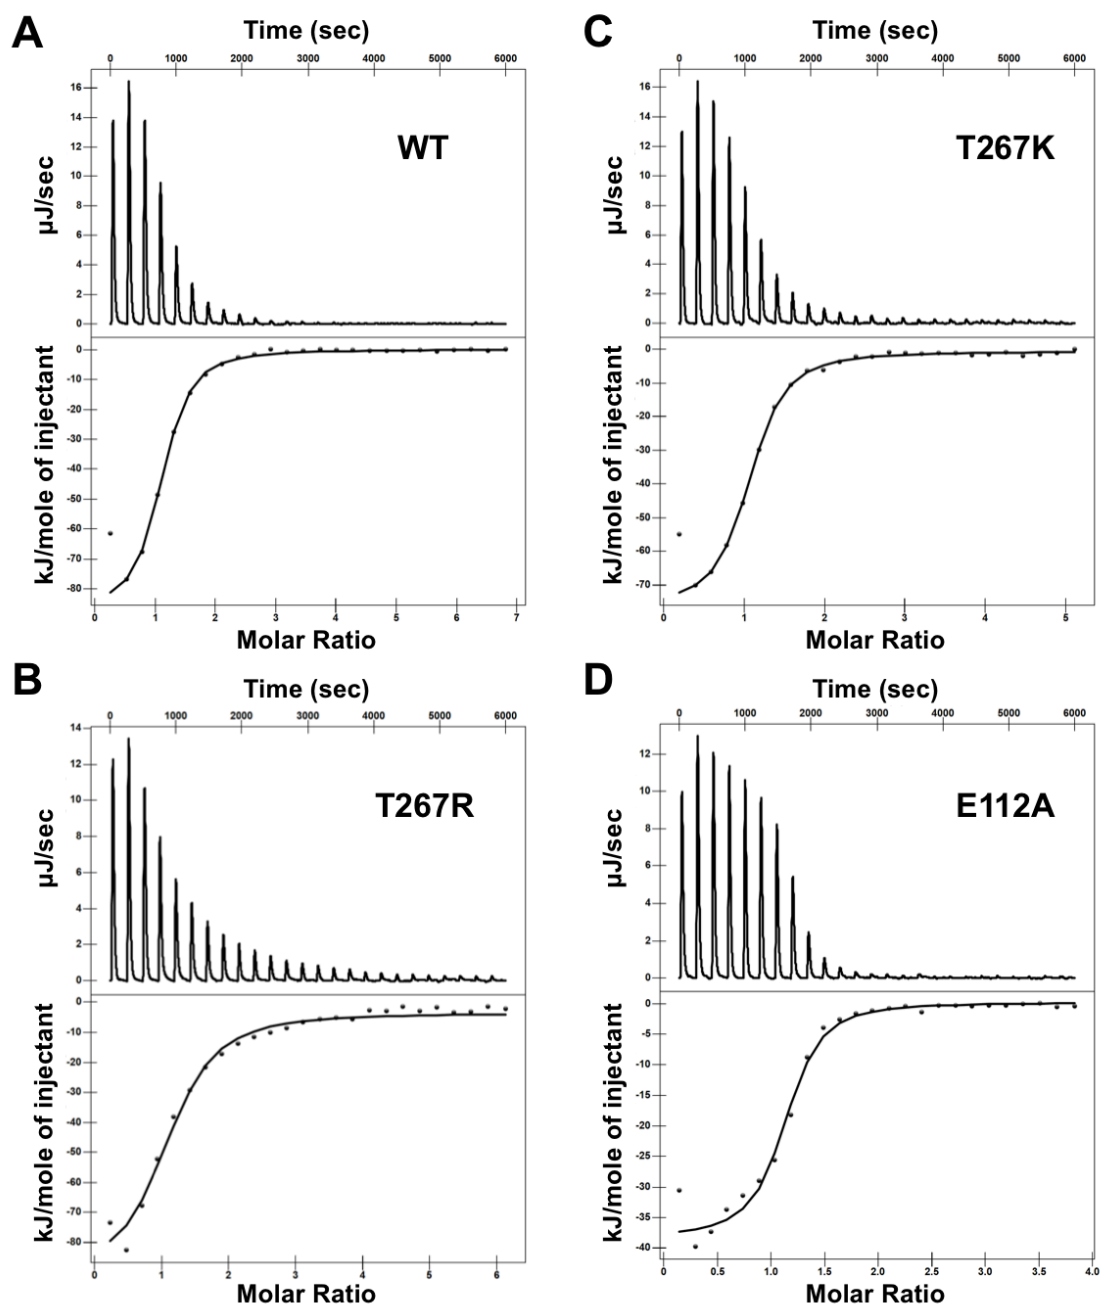 A
Time (sec)
0 1000 2000 3000 4000 5000 6000
µJ/sec
16
14
12
10
8
6
4
2
0
WT
kJ/mole of injectant
0
-10
-20
-30
-40
-50
-60
-70
-80
0 1 2 3 4 5 6 7
Molar Ratio
C
Time (sec)
0 1000 2000 3000 4000 5000 6000
µJ/sec
16
14
12
10
8
6
4
2
0
T267K
kJ/mole of injectant
0
-10
-20
-30
-40
-50
-60
-70
0 1 2 3 4 5
Molar Ratio
B
Time (sec)
0 1000 2000 3000 4000 5000 6000
µJ/sec
14
12
10
8
6
4
2
0
T267R
kJ/mole of injectant
0
-10
-20
-30
-40
-50
-60
-70
-80
0 1 2 3 4 5 6
Molar Ratio
D
Time (sec)
0 1000 2000 3000 4000 5000 6000
µJ/sec
12
10
8
6
4
2
0
E112A
kJ/mole of injectant
0
-5
-10
-15
-20
-25
-30
-35
-40
0 0.5 1.0 1.5 2.0 2.5 3.0 3.5 4.0
Molar Ratio